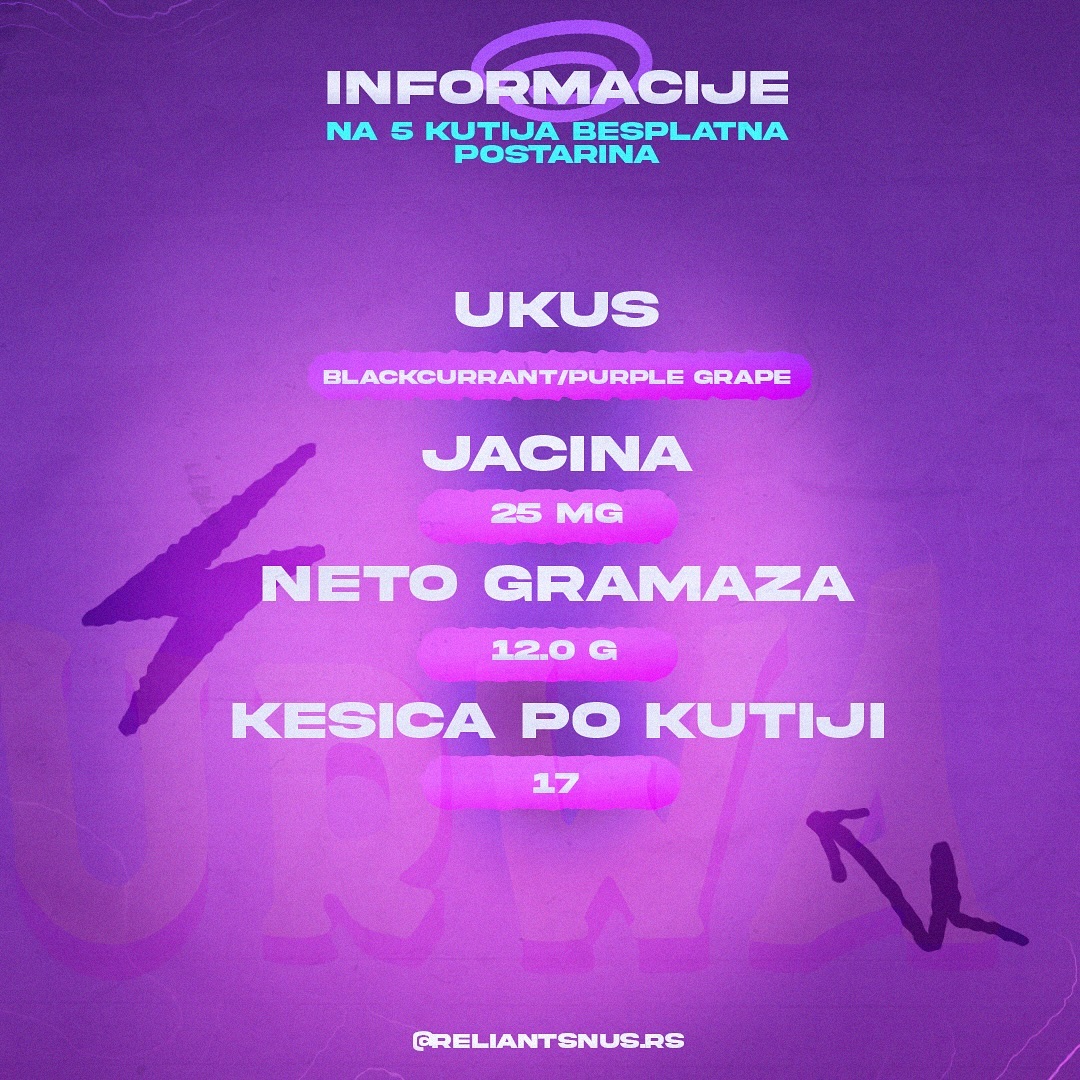 INFORMACIJE
NA 5 KUTIJA BESPLATNA
POSTARINA
UKUS
BLACKCURRANT/PURPLE GRAPE
JACINA
25 MG
NETO GRAMAZA
12.0 G
KESICA PO KUTIJI
17
URWA
@RELIANTSNUS.RS